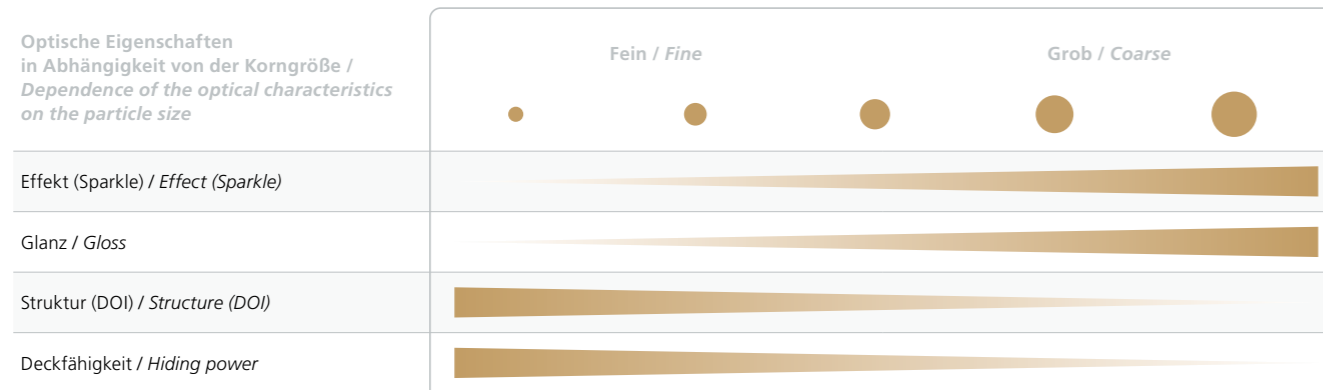 Optische Eigenschaften
in Abhängigkeit von der Korngröße /
Dependence of the optical characteristics
on the particle size
Fein / Fine
Grob / Coarse
Effekt (Sparkle) / Effect (Sparkle)
Glanz / Gloss
Struktur (DOI) / Structure (DOI)
Deckfähigkeit / Hiding power